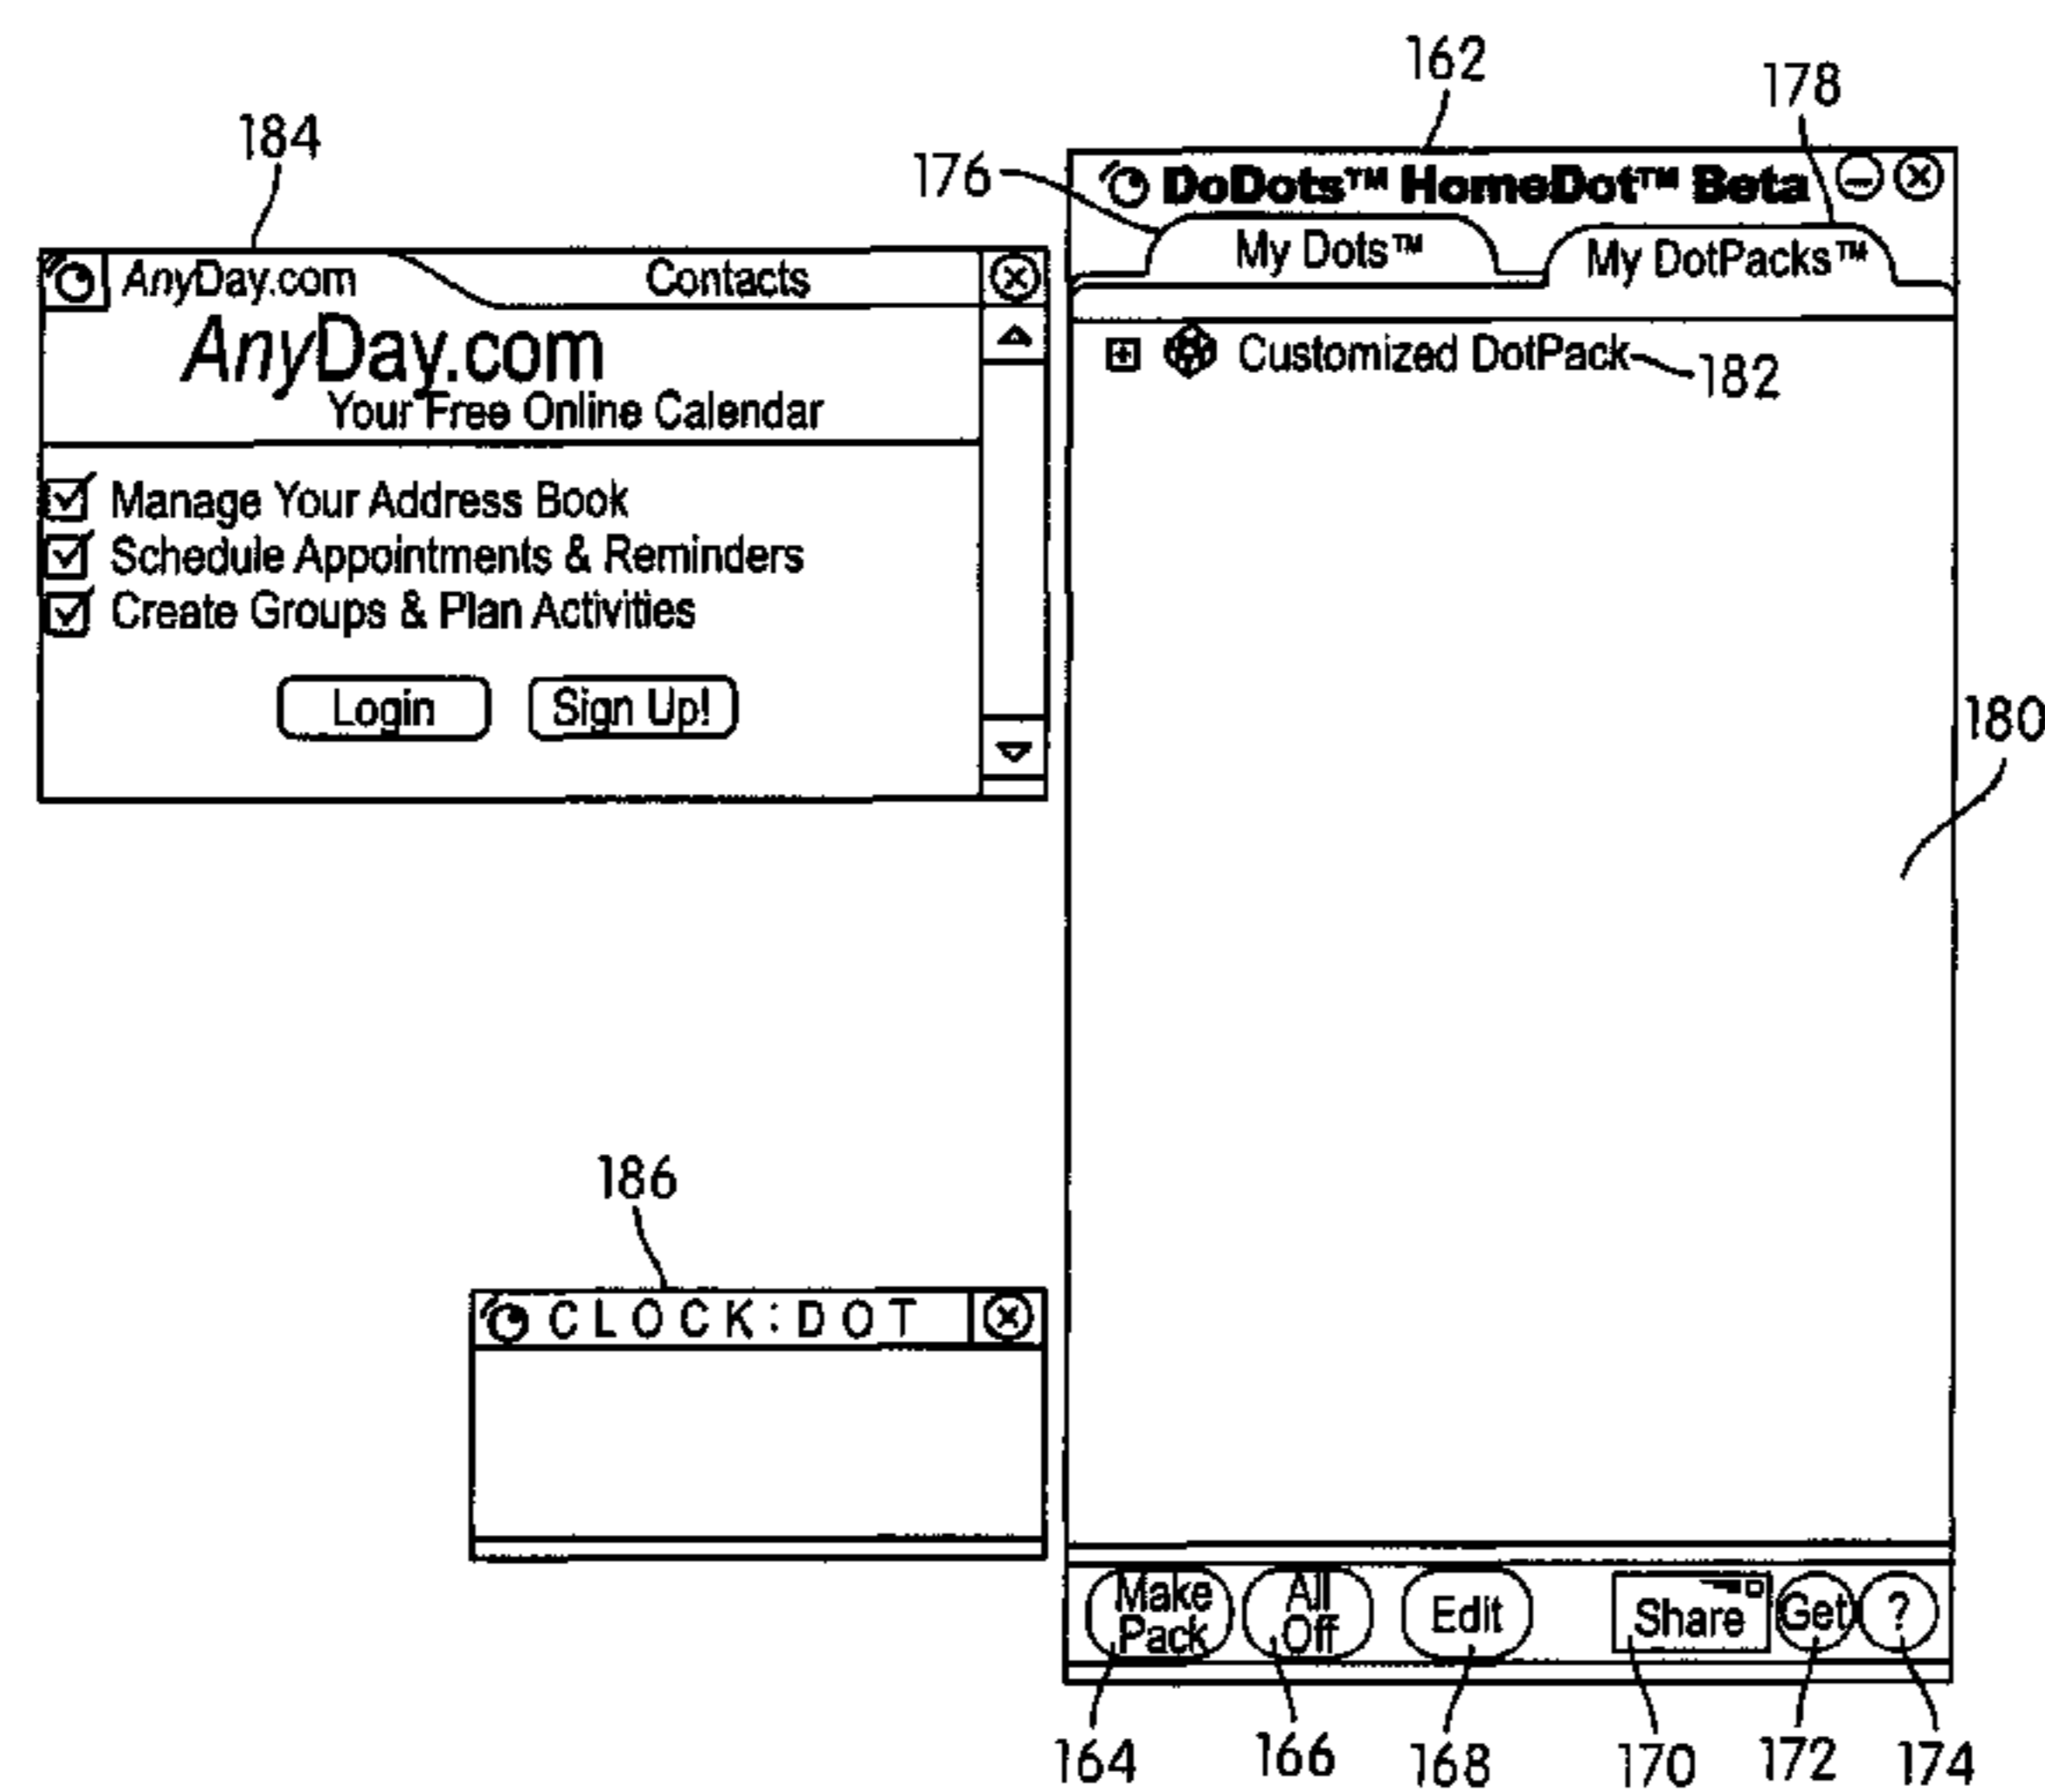 162
178
184
176
DoDots™ HomeDot™ Beta
My Dots™
My DotPacks™
AnyDay.com
Contacts
AnyDay.com
Your Free Online Calendar
Customized DotPack
182
Manage Your Address Book
Schedule Appointments & Reminders
Create Groups & Plan Activities
Login
Sign Up!
180
186
CLOCK:DOT
Make
Pack
All
Off
Edit
Share
Get
?
164
166
168
170
172
174